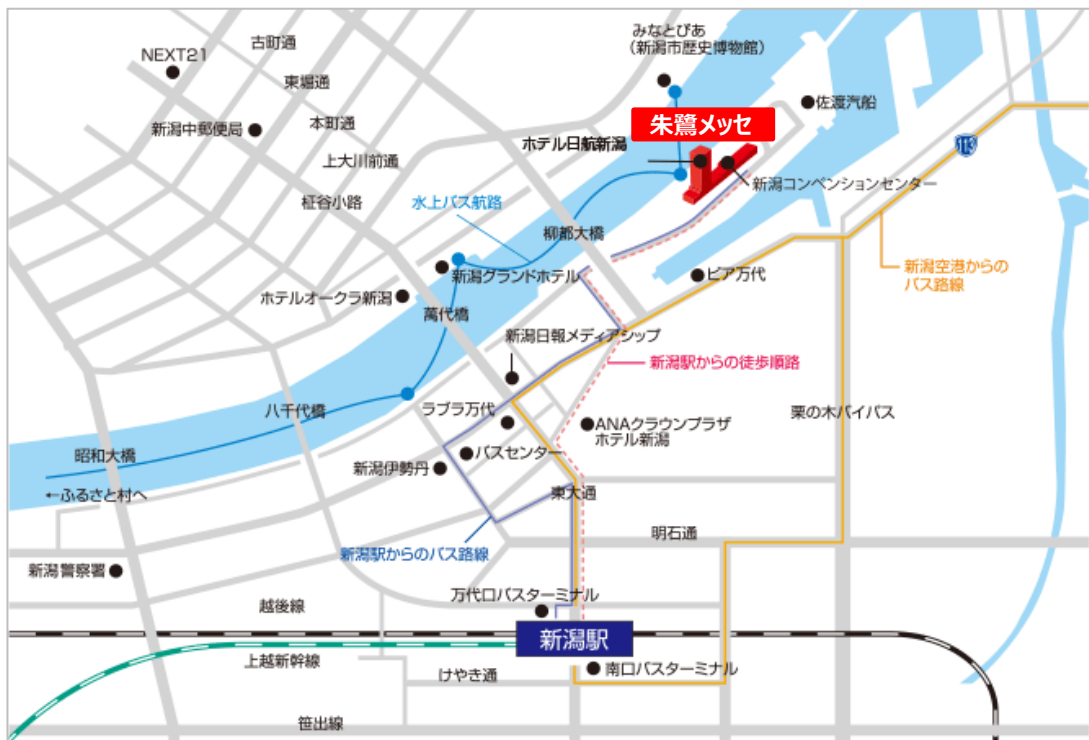 みなとぴあ
(新潟市歴史博物館)
古町通
NEXT21
東堀通
佐渡汽船
新潟中郵便局
本町通
朱鷺メッセ
ホテル日航新潟
113
上大川前通
新潟コンベンションセンター
柾谷小路
水上バス航路
柳都大橋
新潟グランドホテル
ピア万代
新潟空港からの
バス路線
ホテルオークラ新潟
萬代橋
新潟日報メディアシップ
新潟駅からの徒歩順路
八千代橋
ラブラ万代
ANAクラウンプラザ
ホテル新潟
栗の木バイパス
昭和大橋
新潟伊勢丹
バスセンター
←ふるさと村へ
東大通
新潟駅からのバス路線
明石通
新潟警察署
万代口バスターミナル
越後線
新潟駅
上越新幹線
けやき通
南口バスターミナル
笹出線